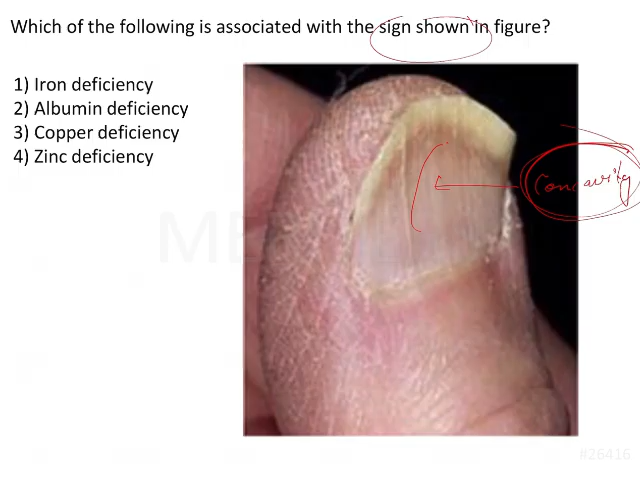 Which of the following is associated with the sign shown in figure?
1) Iron deficiency
2) Albumin deficiency
3) Copper deficiency
4) Zinc deficiency
Concavity
#26416